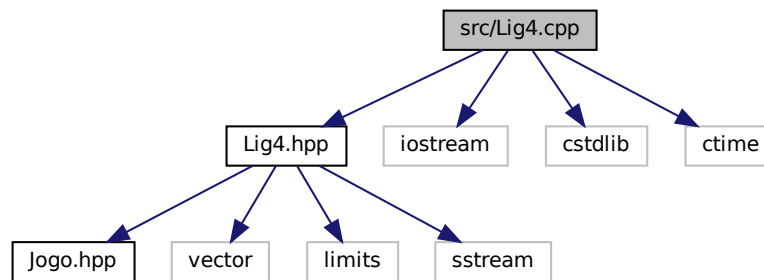 src/Lig4.cpp
Lig4.hpp
iostream
cstdlib
ctime
Jogo.hpp
vector
limits
sstream